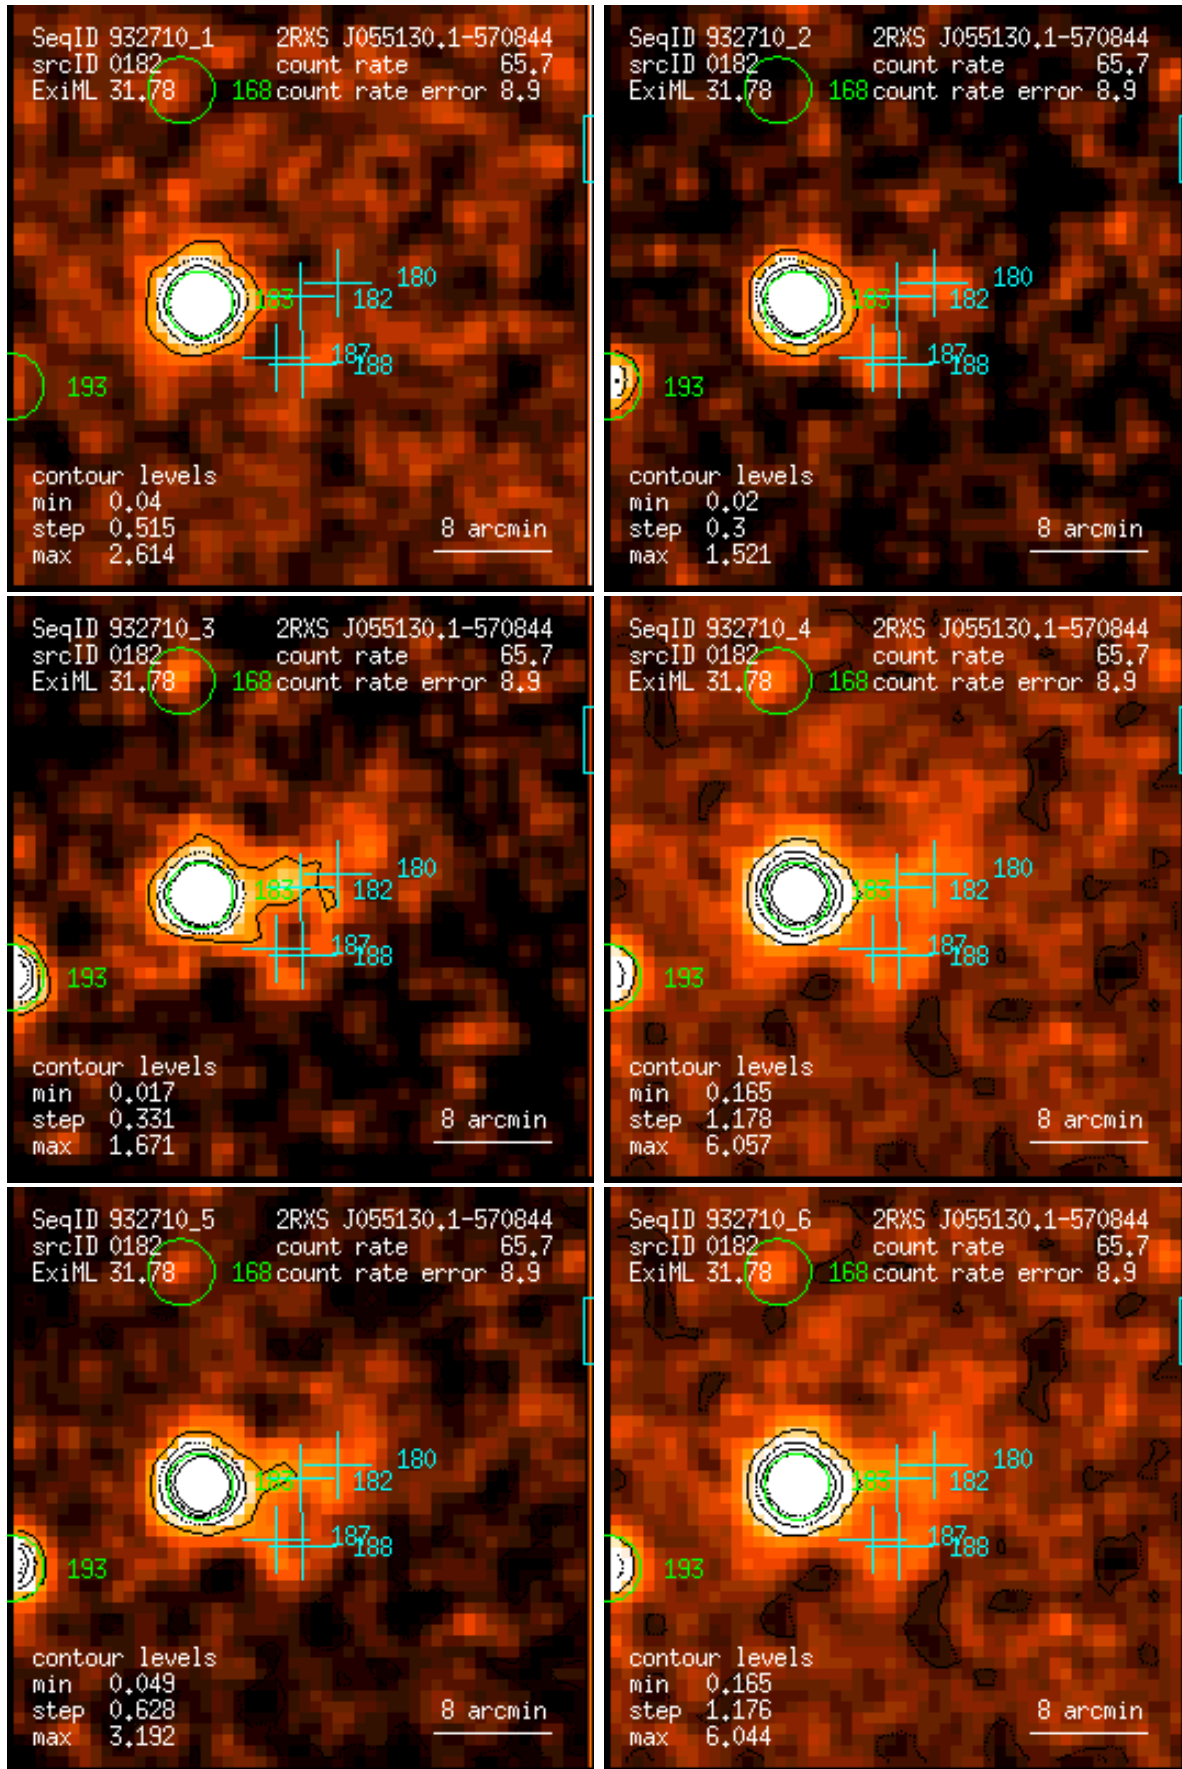 SeqID 932710_1 2RXS J055130.1-570844
srcID 0182 count rate 65.7
ExiML 31.78 168 count rate error 8.9
180
183 182
187
188
193
contour levels
min 0.04
step 0.515 8 arcmin
max 2.614
SeqID 932710_2 2RXS J055130.1-570844
srcID 0182 count rate 65.7
ExiML 31.78 168 count rate error 8.9
180
183 182
187
188
193
contour levels
min 0.02
step 0.3 8 arcmin
max 1.521
SeqID 932710_3 2RXS J055130.1-570844
srcID 0182 count rate 65.7
ExiML 31.78 168 count rate error 8.9
180
183 182
187
188
193
contour levels
min 0.017
step 0.331 8 arcmin
max 1.671
SeqID 932710_4 2RXS J055130.1-570844
srcID 0182 count rate 65.7
ExiML 31.78 168 count rate error 8.9
180
183 182
187
188
193
contour levels
min 0.165
step 1.178 8 arcmin
max 6.057
SeqID 932710_5 2RXS J055130.1-570844
srcID 0182 count rate 65.7
ExiML 31.78 168 count rate error 8.9
180
183 182
187
188
193
contour levels
min 0.049
step 0.628 8 arcmin
max 3.192
SeqID 932710_6 2RXS J055130.1-570844
srcID 0182 count rate 65.7
ExiML 31.78 168 count rate error 8.9
180
183 182
187
188
193
contour levels
min 0.165
step 1.176 8 arcmin
max 6.044